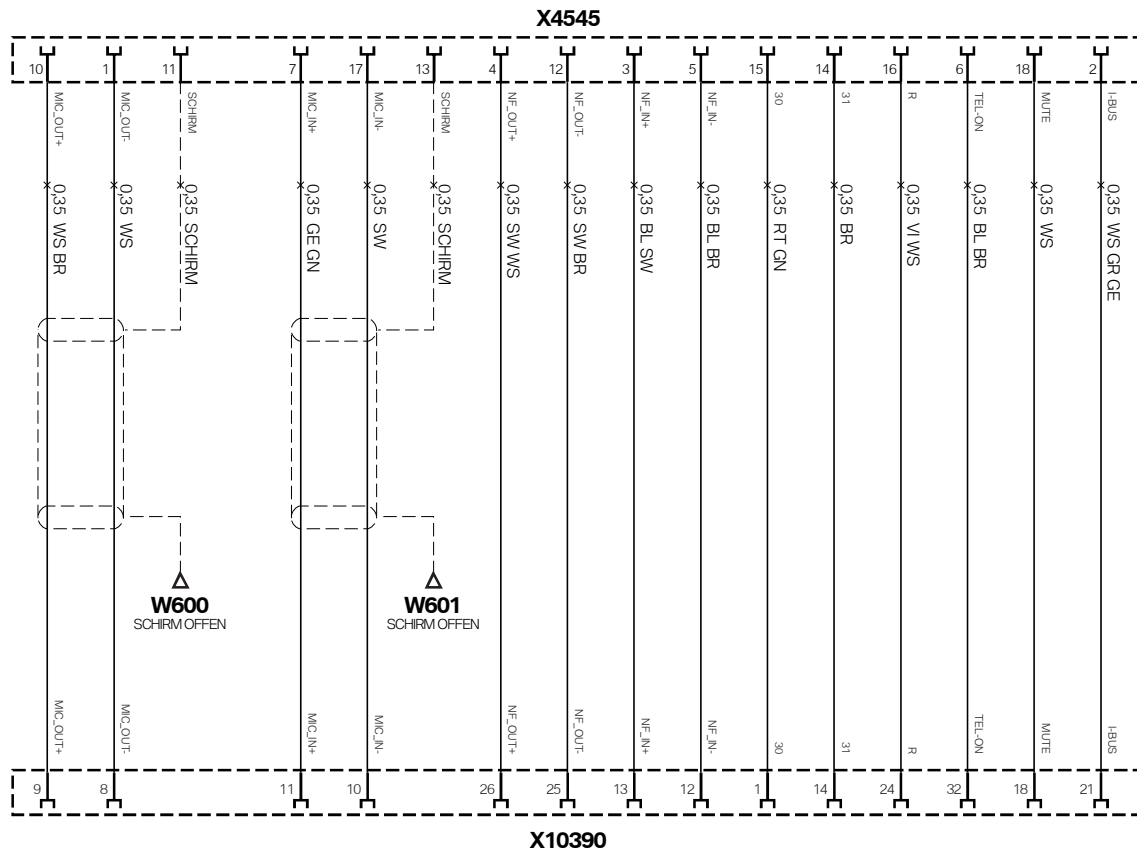 X4545
10 1 11 7 17 13 4 12 3 5 15 14 16 6 18 2
MIC_OUT+ MIC_OUT- SCHIRM MIC_IN+ MIC_IN- SCHIRM NF_OUT+ NF_OUT- NF_IN+ NF_IN- 30 31 R TEL-ON MUTE I-BUS
0,35 WS BR
0,35 WS
0,35 SCHIRM
0,35 GE GN
0,35 SW
0,35 SCHIRM
0,35 SW WS
0,35 SW BR
0,35 BL SW
0,35 BL BR
0,35 RT GN
0,35 BR
0,35 VI WS
0,35 BL BR
0,35 WS
0,35 WS GR GE
W600
SCHIRM OFFEN
W601
SCHIRM OFFEN
MIC_OUT+ MIC_OUT- MIC_IN+ MIC_IN- NF_OUT+ NF_OUT- NF_IN+ NF_IN- 30 31 R TEL-ON MUTE I-BUS
9 8 11 10 26 25 13 12 1 14 24 32 18 21
X10390